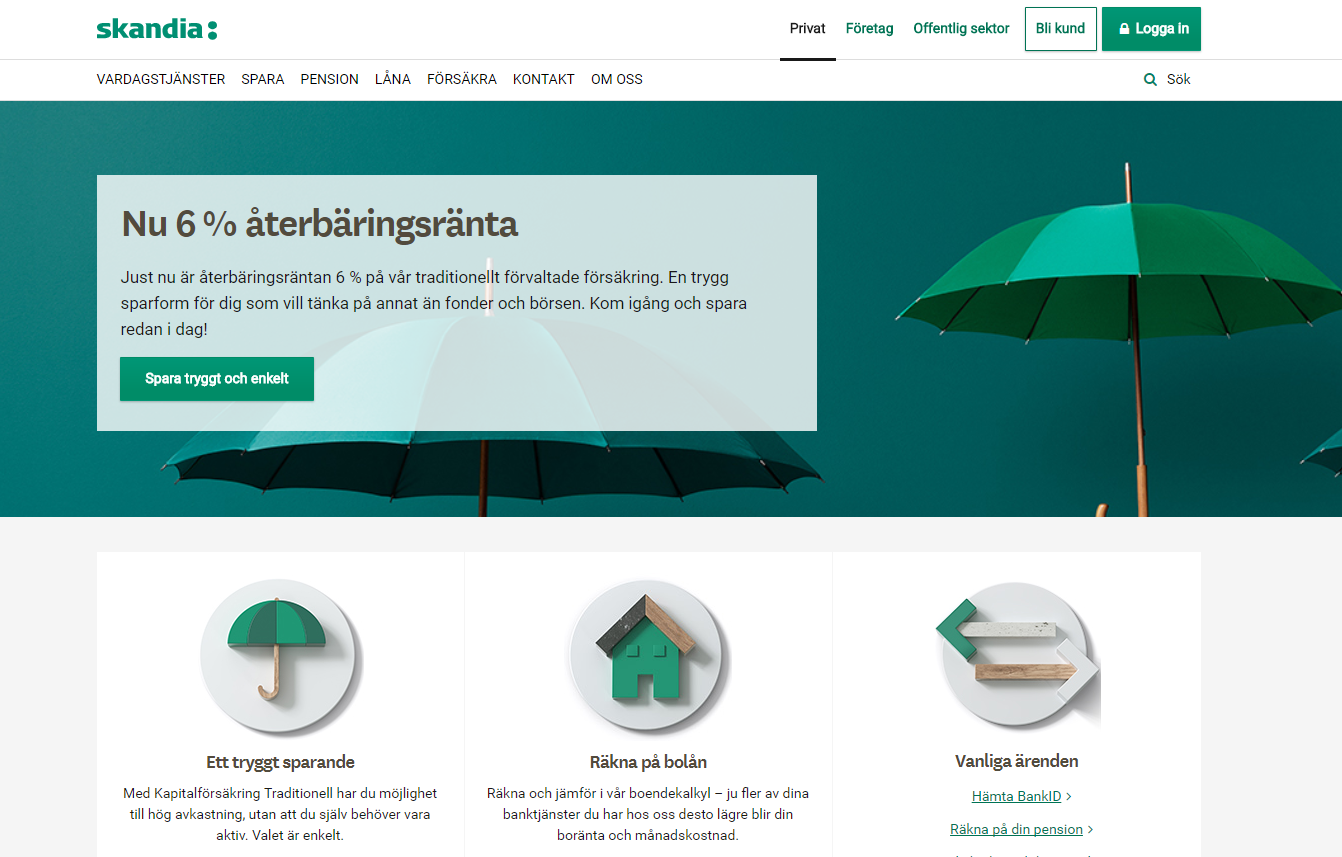 skandia:
Privat
Företag
Offentlig sektor
Bli kund
Logga in
VARDAGSTJÄNSTER
SPARA
PENSION
LÅNA
FÖRSÄKRA
KONTAKT
OM OSS
Sök
Nu 6 % återbäringsränta
Just nu är återbäringsräntan 6 % på vår traditionellt förvaltade försäkring. En trygg
sparform för dig som vill tänka på annat än fonder och börsen. Kom igång och spara
redan i dag!
Spara tryggt och enkelt
Ett tryggt sparande
Med Kapitalförsäkring Traditionell har du möjlighet
till hög avkastning, utan att du själv behöver vara
aktiv. Valet är enkelt.
Räkna på bolån
Räkna och jämför i vår boendekalkyl – ju fler av dina
banktjänster du har hos oss desto lägre blir din
boränta och månadskostnad.
Vanliga ärenden
Hämta BankID
Räkna på din pension